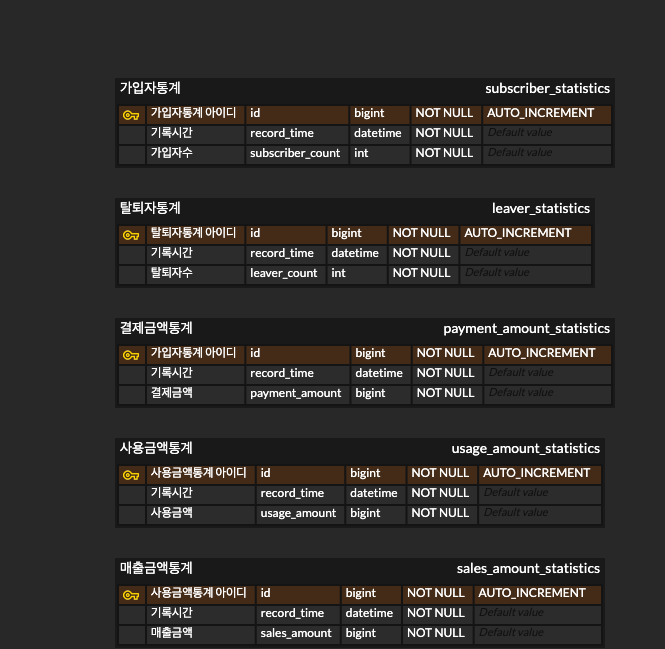 가입자통계 subscriber_statistics
가입자통계 아이디 id bigint NOT NULL AUTO_INCREMENT
기록시간 record_time datetime NOT NULL Default value
가입자수 subscriber_count int NOT NULL Default value
탈퇴자통계 leaver_statistics
탈퇴자통계 아이디 id bigint NOT NULL AUTO_INCREMENT
기록시간 record_time datetime NOT NULL Default value
탈퇴자수 leaver_count int NOT NULL Default value
결제금액통계 payment_amount_statistics
가입자통계 아이디 id bigint NOT NULL AUTO_INCREMENT
기록시간 record_time datetime NOT NULL Default value
결제금액 payment_amount bigint NOT NULL Default value
사용금액통계 usage_amount_statistics
사용금액통계 아이디 id bigint NOT NULL AUTO_INCREMENT
기록시간 record_time datetime NOT NULL Default value
사용금액 usage_amount bigint NOT NULL Default value
매출금액통계 sales_amount_statistics
사용금액통계 아이디 id bigint NOT NULL AUTO_INCREMENT
기록시간 record_time datetime NOT NULL Default value
매출금액 sales_amount bigint NOT NULL Default value